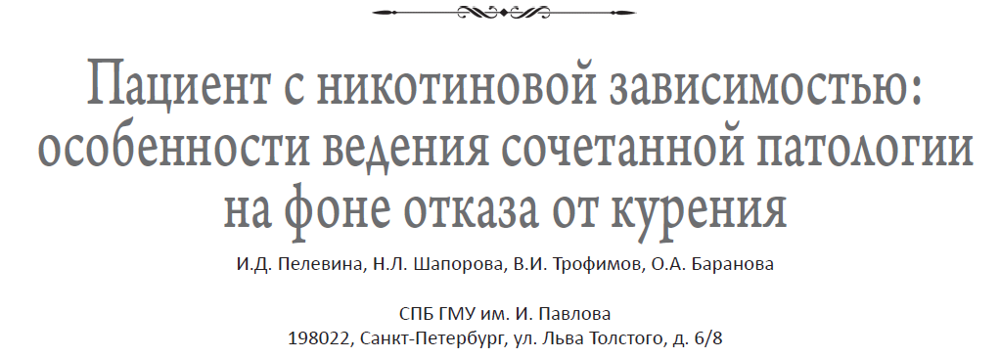 Пациент с никотиновой зависимостью:
особенности ведения сочетанной патологии
на фоне отказа от курения
И.Д. Пелевина, Н.Л. Шапорова, В.И. Трофимов, О.А. Баранова
СПБ ГМУ им. И. Павлова
198022, Санкт-Петербург, ул. Льва Толстого, д. 6/8